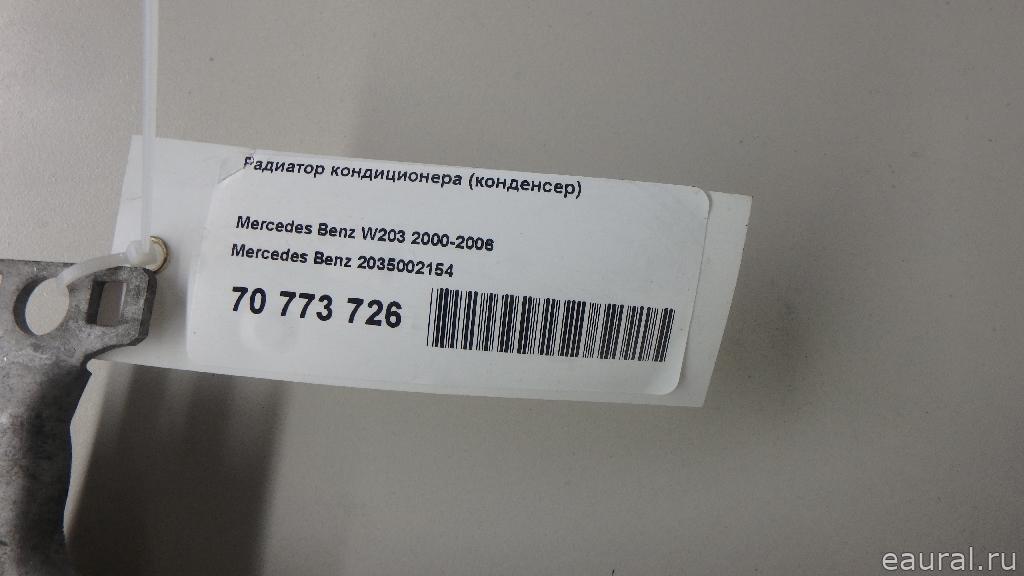 Радиатор кондиционера (конденсер)
Mercedes Benz W203 2000-2006
Mercedes Benz 2035002154
70 773 726
eaural.ru